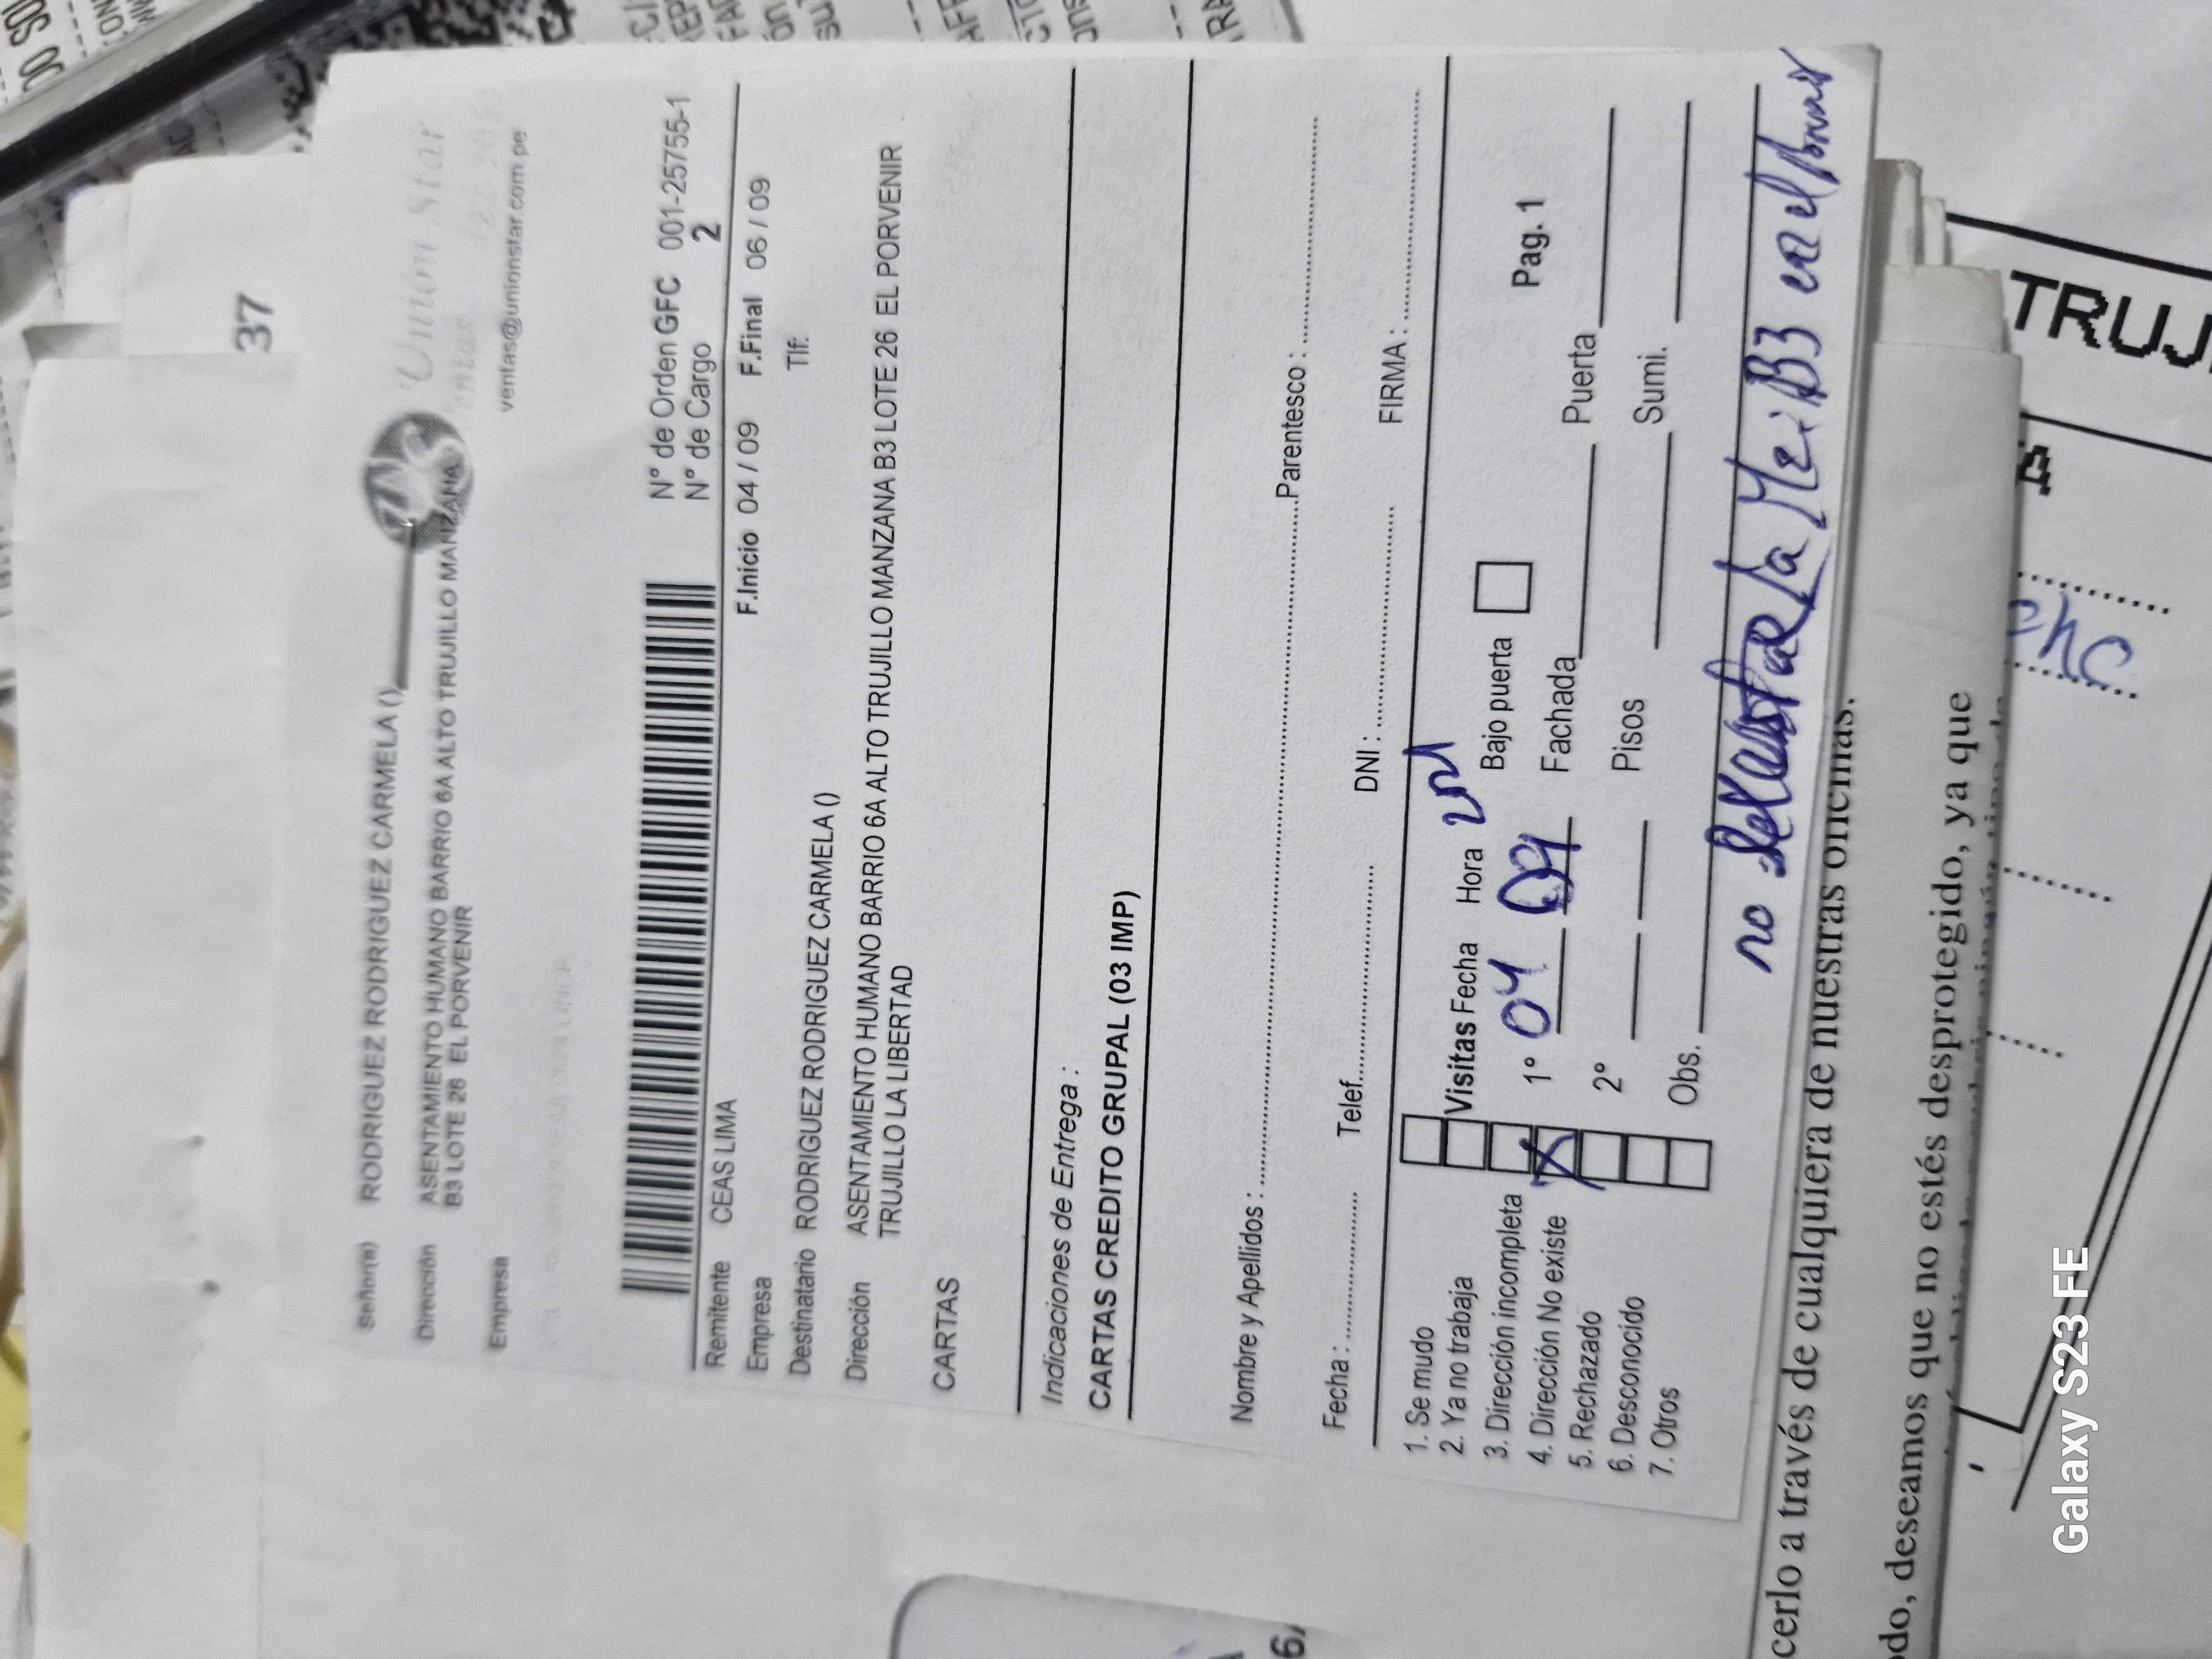 37
Señor(a) RODRIGUEZ RODRIGUEZ CARMELA ()
Dirección ASENTAMIENTO HUMANO BARRIO 6A ALTO TRUJILLO MANZANA
B3 LOTE 26 EL PORVENIR
Empresa
Unión Star
ventas@unionstar.com.pe
N° de Orden GFC 001-25755-1
N° de Cargo 2
Remitente CEAS LIMA
F.Inicio 04 / 09 F.Final 06 / 09
Empresa
Tlf:
Destinatario RODRIGUEZ RODRIGUEZ CARMELA ()
Dirección ASENTAMIENTO HUMANO BARRIO 6A ALTO TRUJILLO MANZANA B3 LOTE 26 EL PORVENIR
TRUJILLO LA LIBERTAD
CARTAS
Indicaciones de Entrega :
CARTAS CREDITO GRUPAL (03 IMP)
Nombre y Apellidos : Parentesco :
Fecha : Telef. DNI : FIRMA :
1. Se mudo
2. Ya no trabaja
3. Dirección incompleta
4. Dirección No existe X
5. Rechazado
6. Desconocido
7. Otros
Visitas Fecha Hora
Bajo puerta Pag. 1
1° 04 09 Fachada Puerta
2° Pisos Sumi.
Obs.
no la Mz: B3 en el
cerlo a través de cualquiera de nuestras oficinas.
odo, deseamos que no estés desprotegido, ya que
TRUJ
Galaxy S23 FE